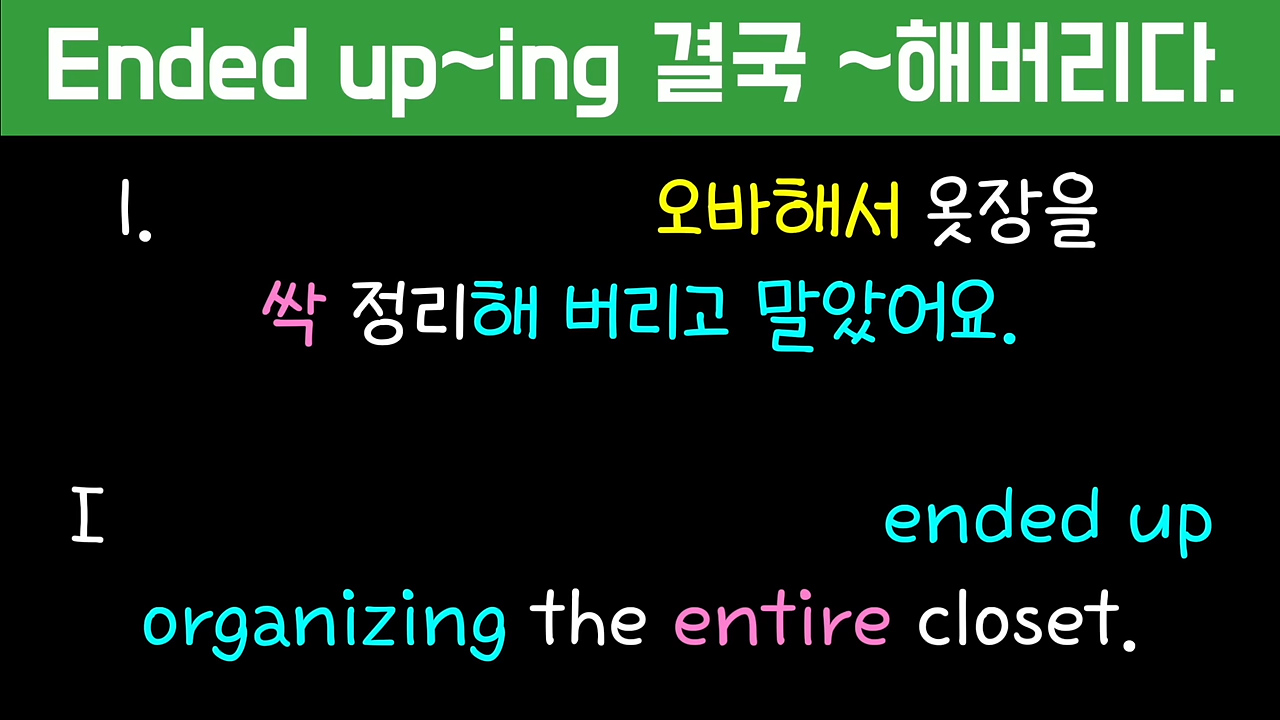 Ended up~ing 결국 ~해버리다.
1. 오바해서 옷장을
싹 정리해 버리고 말았어요.
I ended up
organizing the entire closet.